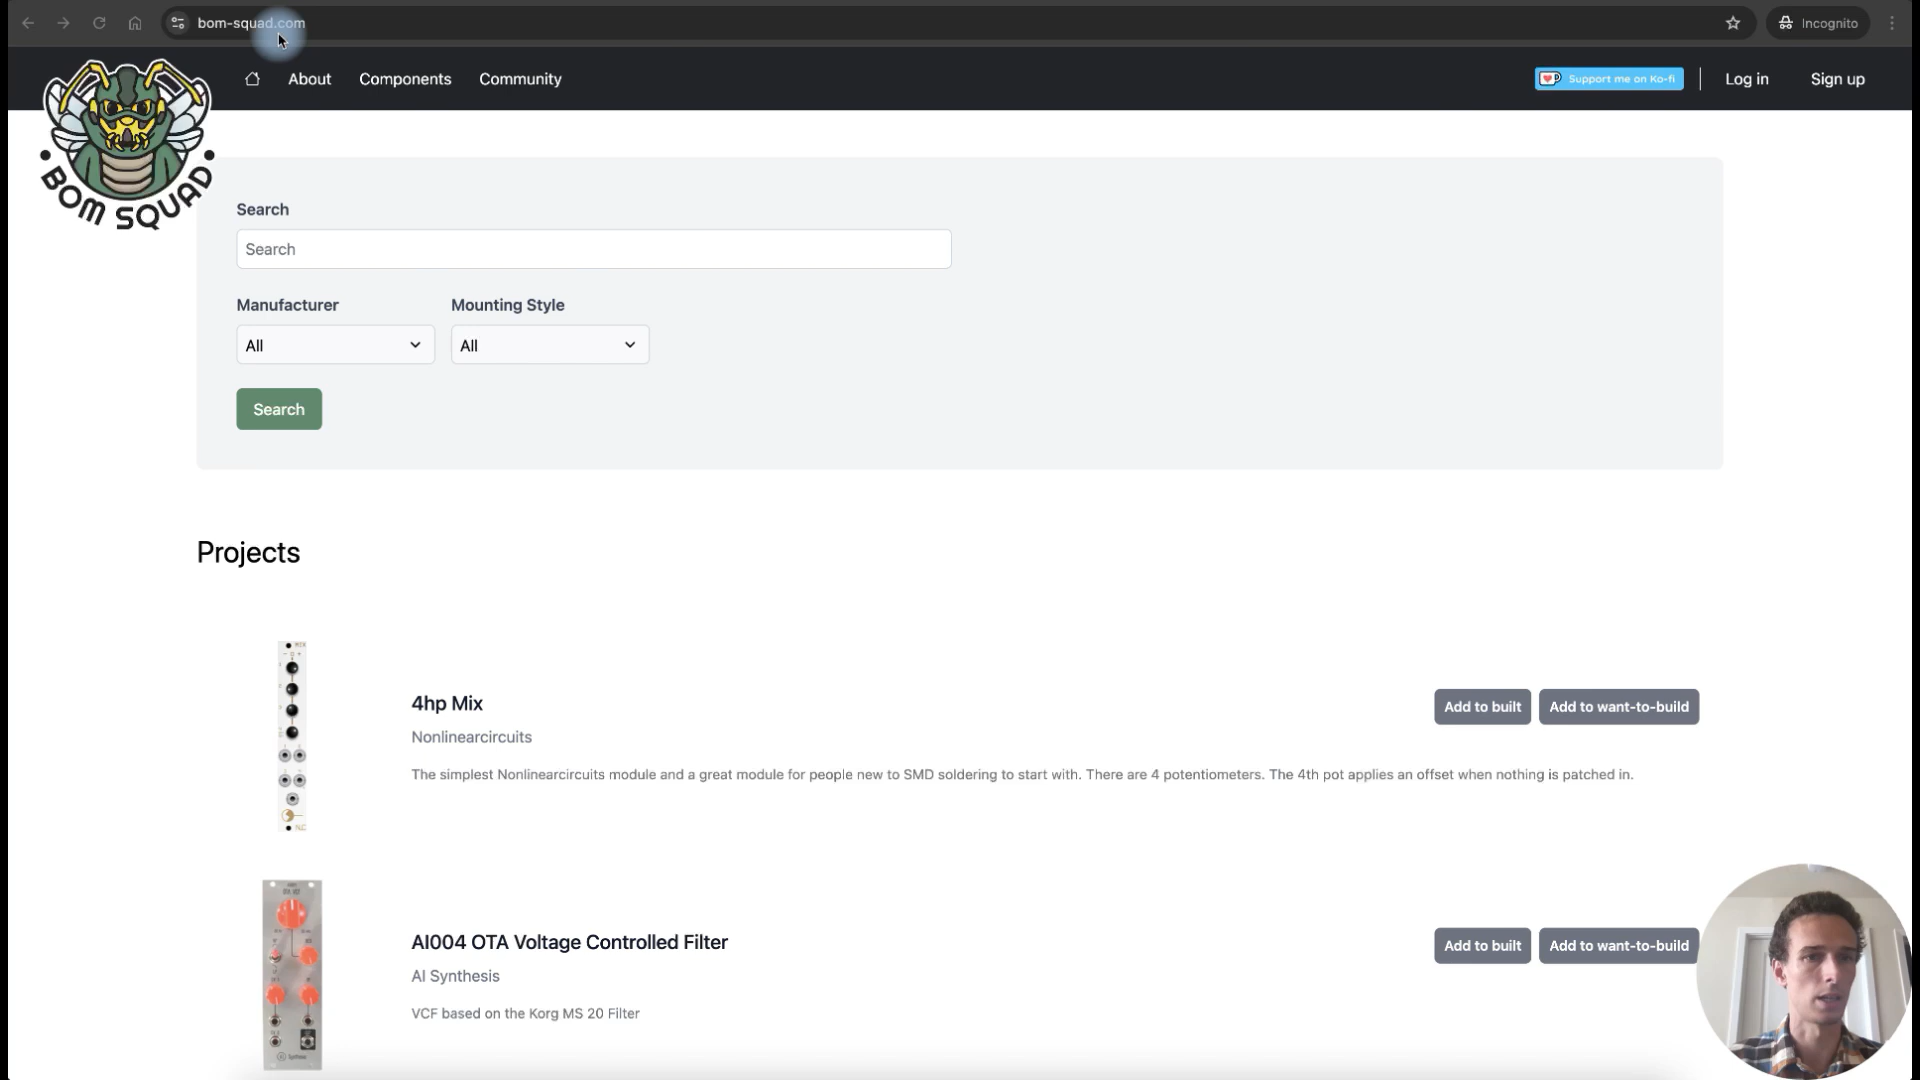 bom-squad.com
Incognito
About
Components
Community
Support me on Ko-fi
Log in
Sign up
BOM SQUAD
Search
Search
Manufacturer
Mounting Style
All
All
Search
Projects
4hp Mix
Add to built
Add to want-to-build
Nonlinearcircuits
The simplest Nonlinearcircuits module and a great module for people new to SMD soldering to start with. There are 4 potentiometers. The 4th pot applies an offset when nothing is patched in.
AI004 OTA Voltage Controlled Filter
Add to built
Add to want-to-build
AI Synthesis
VCF based on the Korg MS 20 Filter